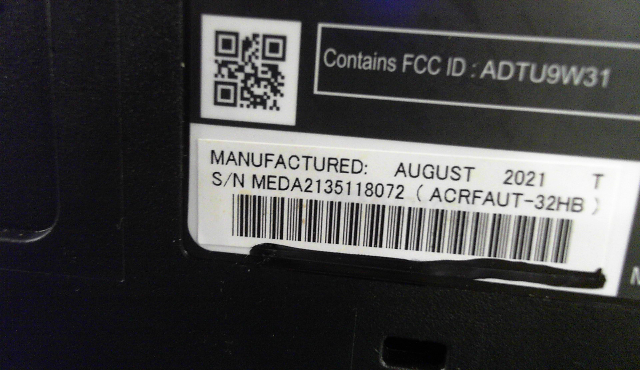 Contains FCC ID : ADTU9W31
MANUFACTURED: AUGUST 2021 T
S/N MEDA2135118072 ( ACRFAUT-32HB )